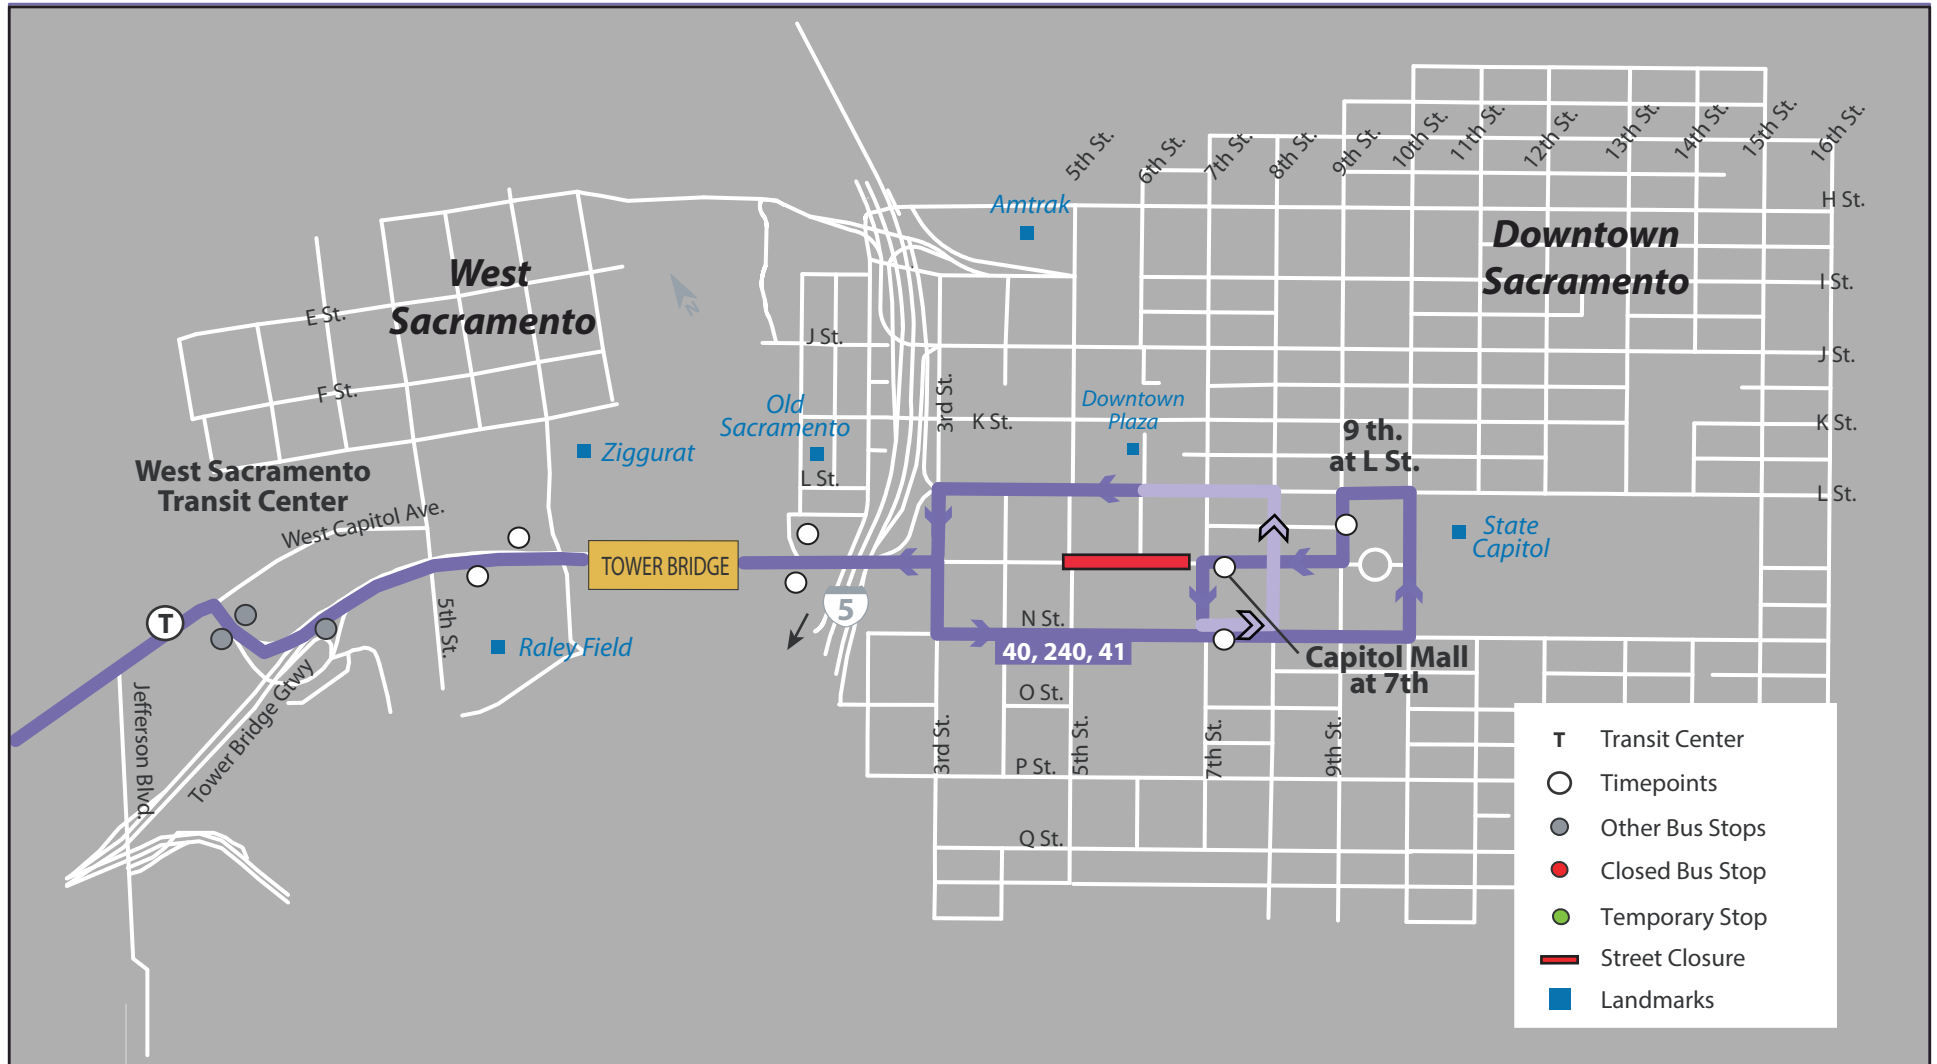 5th St.
6th St.
7th St.
8th St.
9th St.
10th St.
11th St.
12th St.
13th St.
14th St.
15th St.
16th St.
Amtrak
H St.
Downtown
Sacramento
West
Sacramento
N
I St.
E St.
J St.
J St.
F St.
3rd St.
Old
Sacramento
Downtown
Plaza
K St.
K St.
9 th.
at L St.
Ziggurat
West Sacramento
Transit Center
L St.
L St.
West Capitol Ave.
State
Capitol
TOWER BRIDGE
5
T
5th St.
N St.
Raley Field
40, 240, 41
Capitol Mall
at 7th
Jefferson Blvd.
Tower Bridge Gtwy
O St.
3rd St.
5th St.
7th St.
9th St.
P St.
Q St.
T Transit Center
Timepoints
Other Bus Stops
Closed Bus Stop
Temporary Stop
Street Closure
Landmarks